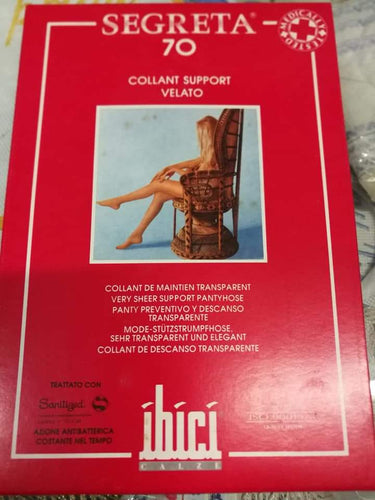 SEGRETA®
70
MEDICALLY TESTED
COLLANT SUPPORT
VELATO
COLLANT DE MAINTIEN TRANSPARENT
VERY SHEER SUPPORT PANTYHOSE
PANTY PREVENTIVO Y DESCANSO
TRANSPARENTE
MODE-STÜTZSTRUMPFHOSE,
SEHR TRANSPARENT UND ELEGANT
COLLANT DE DESCANSO TRANSPARENTE
TRATTATO CON
Sanitized
AZIONE ANTIBATTERICA
COSTANTE NEL TEMPO
ibici
CALZE